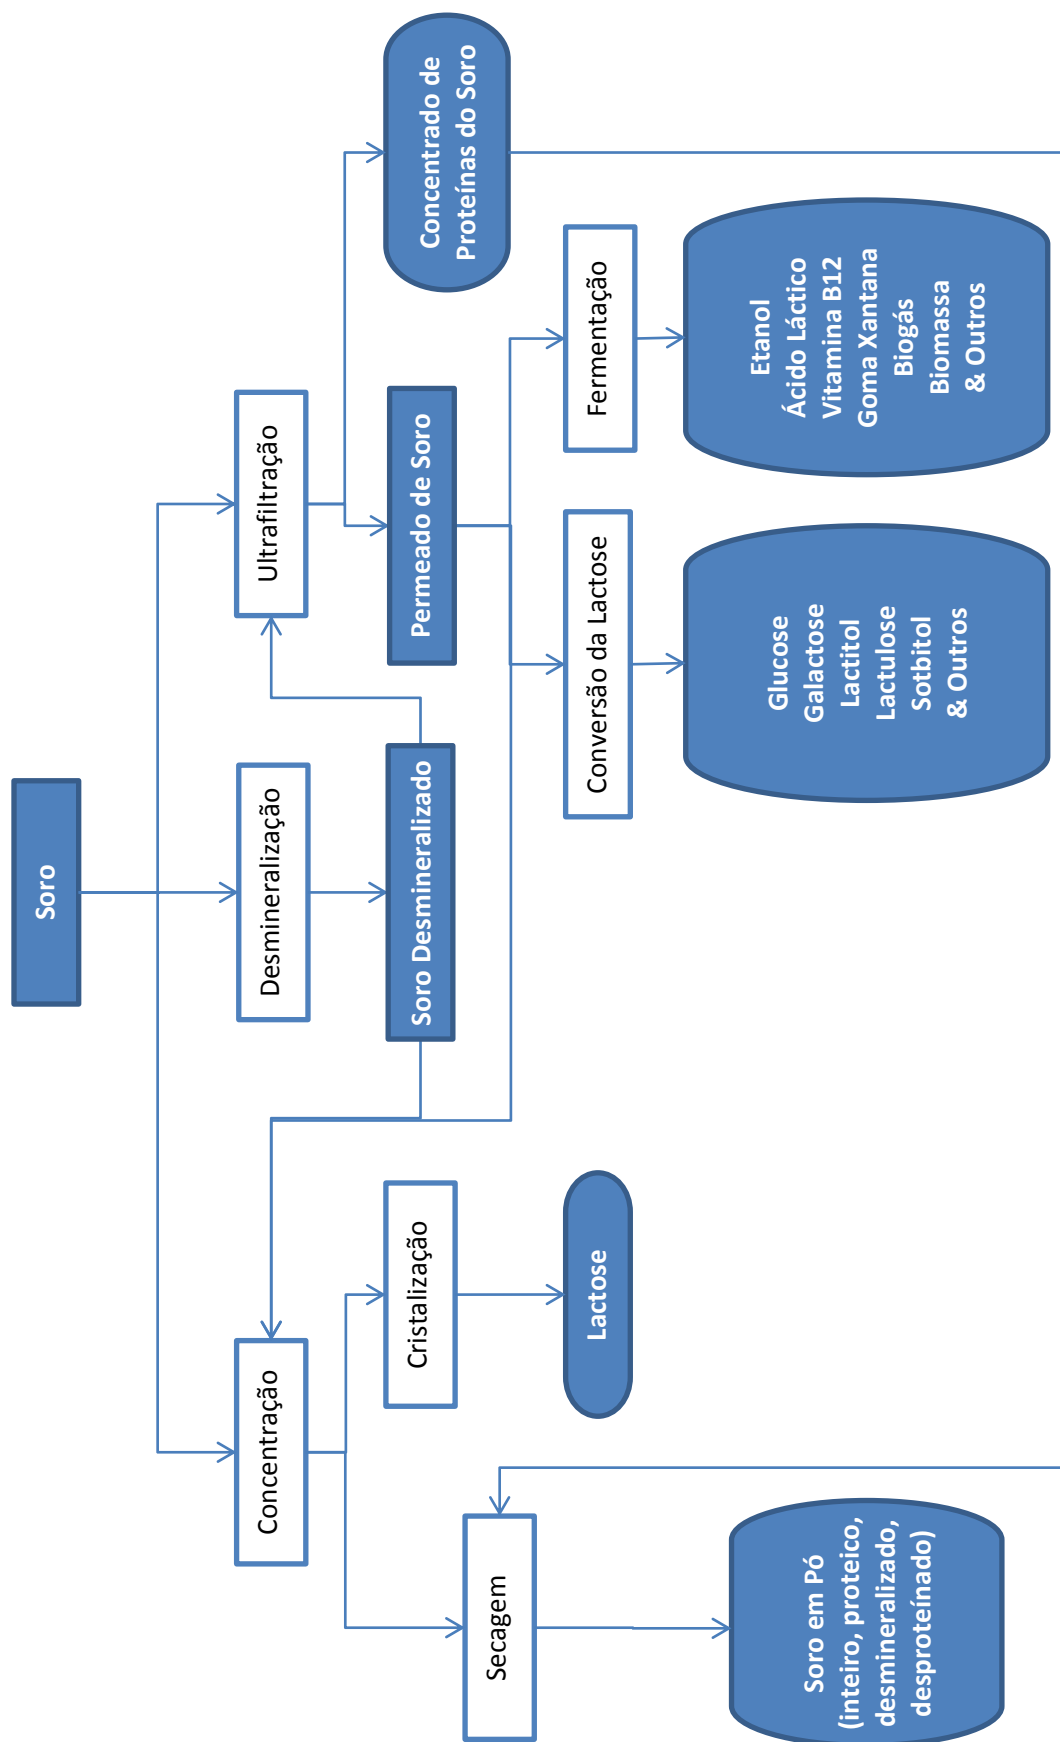 Soro
Concentração
Desmineralização
Ultrafiltração
Secagem
Cristalização
Soro Desmineralizado
Permeado de Soro
Concentrado de
Proteínas do Soro
Soro em Pó
(inteiro, proteico,
desmineralizado,
desproteínado)
Lactose
Conversão da Lactose
Fermentação
Glucose
Galactose
Lactitol
Lactulose
Sotbitol
& Outros
Etanol
Ácido Láctico
Vitamina B12
Goma Xantana
Biogás
Biomassa
& Outros